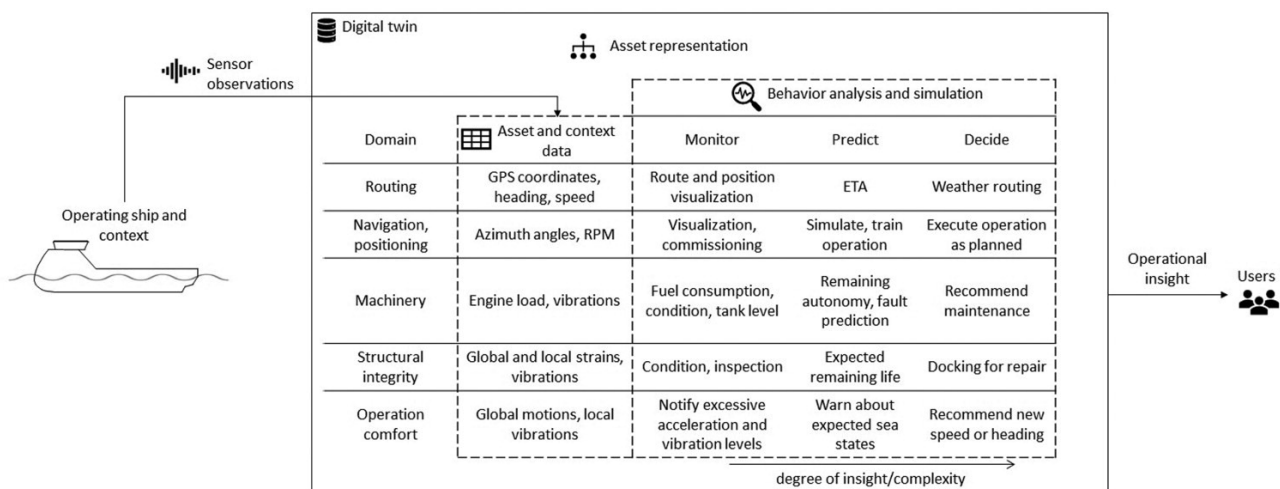 Digital twin
Asset representation
Sensor
observations
Behavior analysis and simulation
Domain
Asset and context
data
Monitor
Predict
Decide
Routing
GPS coordinates,
heading, speed
Route and position
visualization
ETA
Weather routing
Operating ship and
context
Navigation,
positioning
Azimuth angles, RPM
Visualization,
commissioning
Simulate, train
operation
Execute operation
as planned
Machinery
Engine load, vibrations
Fuel consumption,
condition, tank level
Remaining
autonomy, fault
prediction
Recommend
maintenance
Operational
insight
Users
Structural
integrity
Global and local strains,
vibrations
Condition, inspection
Expected
remaining life
Docking for repair
Operation
comfort
Global motions, local
vibrations
Notify excessive
acceleration and
vibration levels
Warn about
expected sea
states
Recommend new
speed or heading
degree of insight/complexity